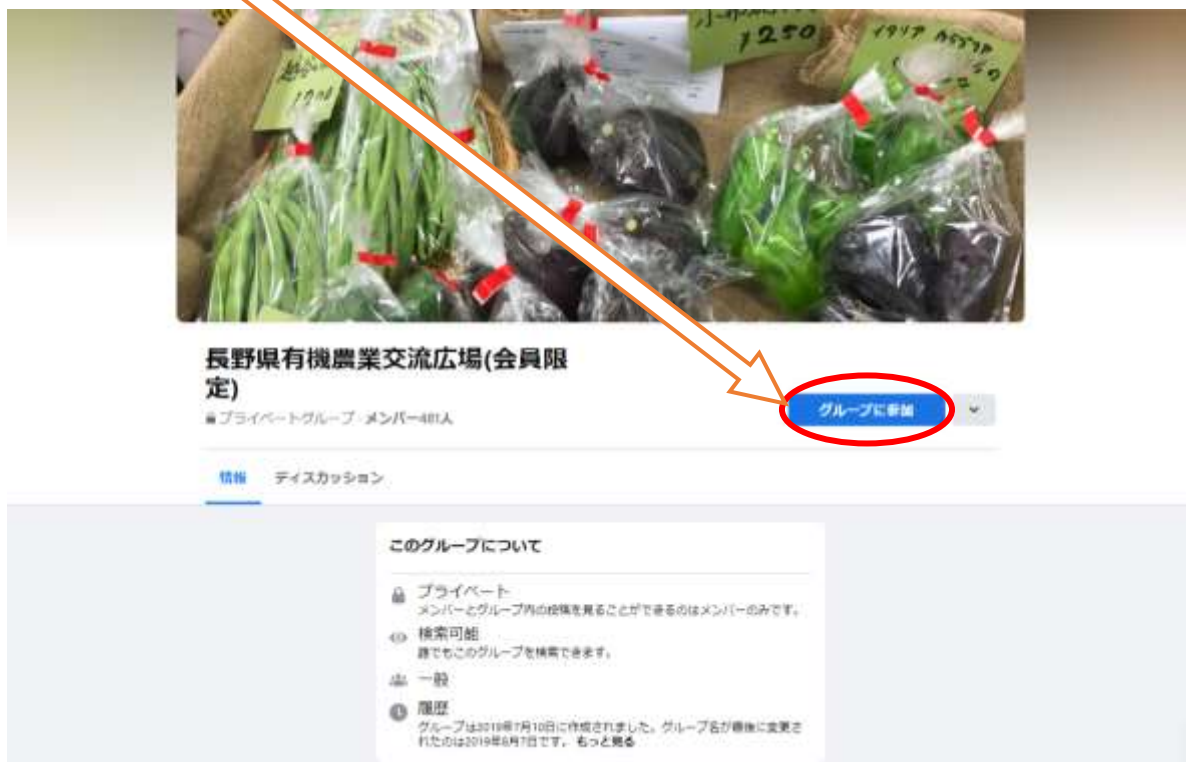 ¥250
長野県有機農業交流広場(会員限
定)
プライベートグループ・メンバー481人
グループに参加
情報 ディスカッション
このグループについて
プライベート
メンバーとグループ内の投稿を見ることができるのはメンバーのみです。
検索可能
誰でもこのグループを検索できます。
一般
履歴
グループは2019年7月10日に作成されました。グループ名が最後に変更さ
れたのは2019年8月7日です。もっと見る